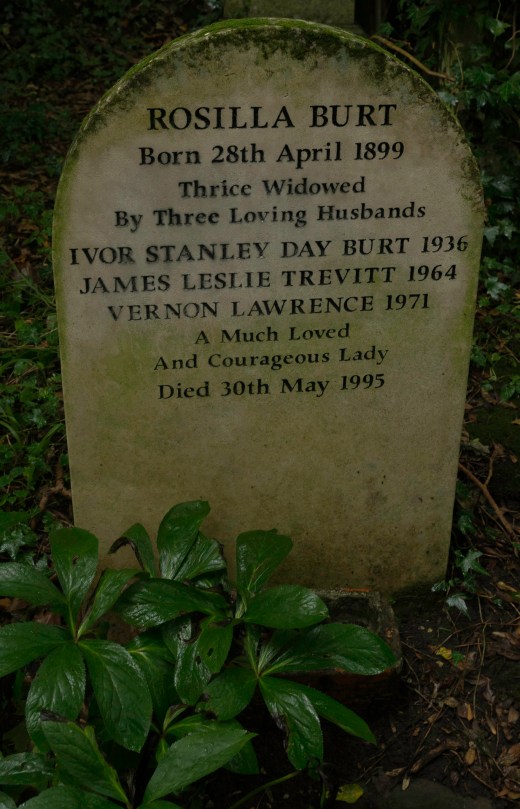 ROSILLA BURT
Born 28th April 1899
Thrice Widowed
By Three Loving Husbands
IVOR STANLEY DAY BURT 1936
JAMES LESLIE TREVITT 1964
VERNON LAWRENCE 1971
A Much Loved
And Courageous Lady
Died 30th May 1995